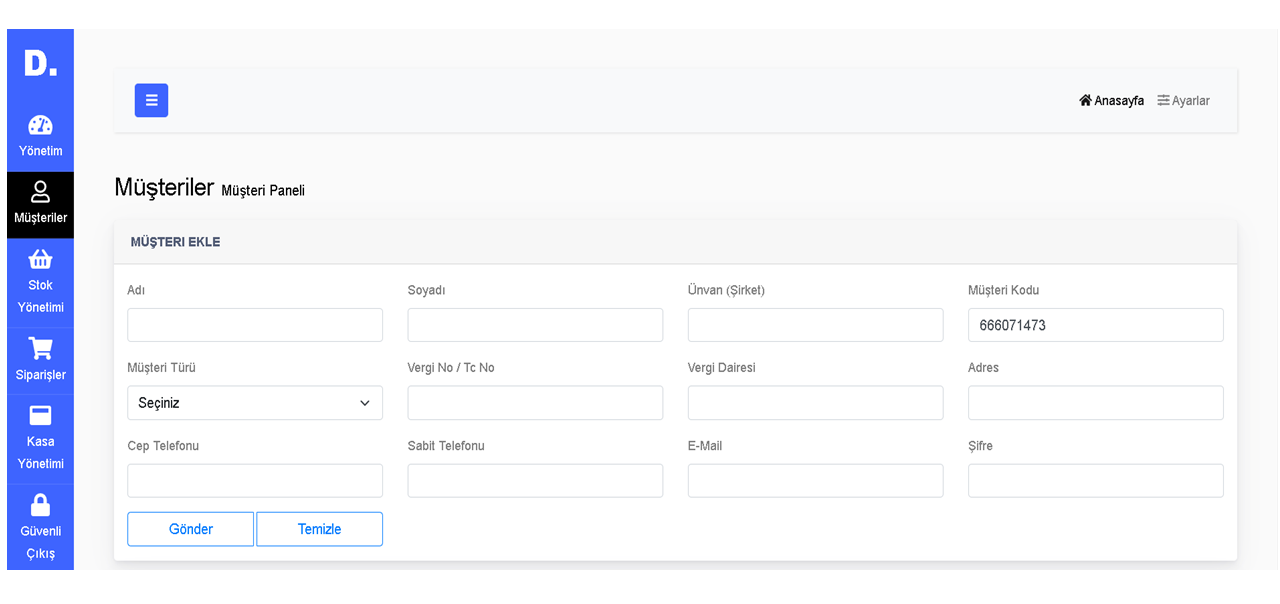 D.
Yönetim
Müşteriler
Stok
Yönetimi
Siparişler
Kasa
Yönetimi
Güvenli
Çıkış
Anasayfa Ayarlar
Müşteriler Müşteri Paneli
MÜŞTERI EKLE
Adı Soyadı Ünvan (Şirket) Müşteri Kodu
666071473
Müşteri Türü Vergi No / Tc No Vergi Dairesi Adres
Seçiniz
Cep Telefonu Sabit Telefonu E-Mail Şifre
Gönder Temizle